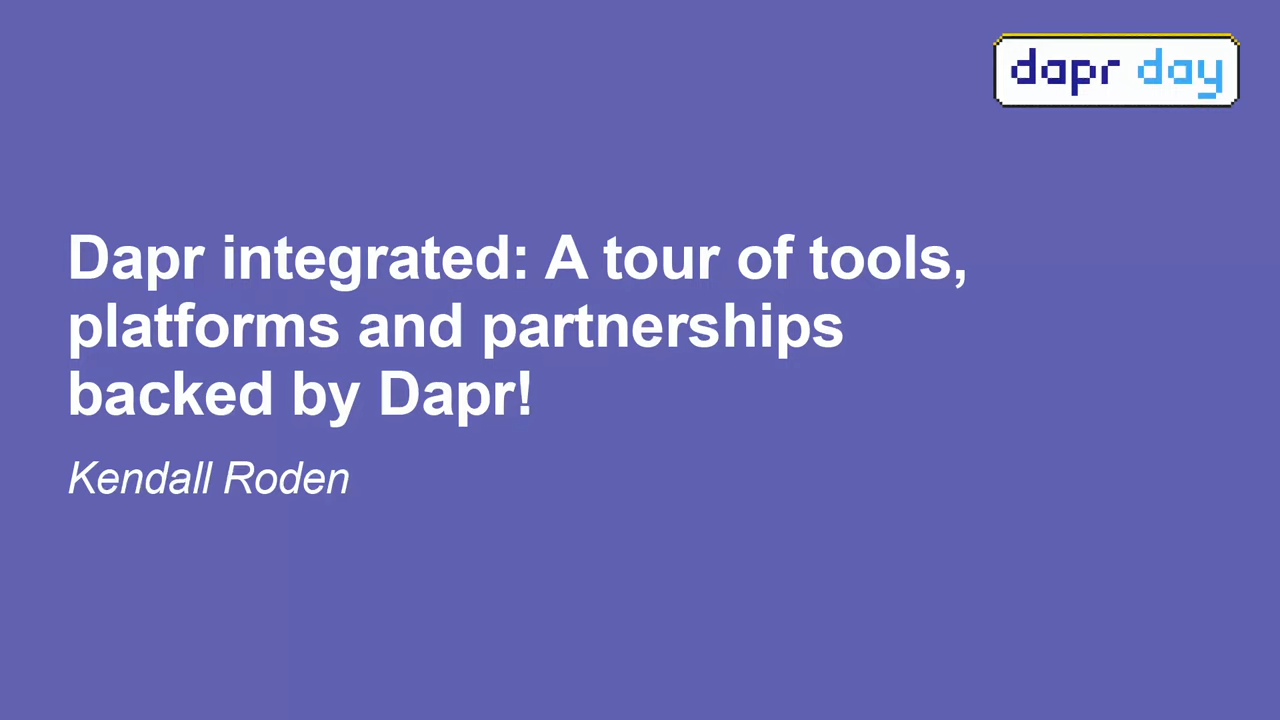 dapr day
Dapr integrated: A tour of tools,
platforms and partnerships
backed by Dapr!
Kendall Roden